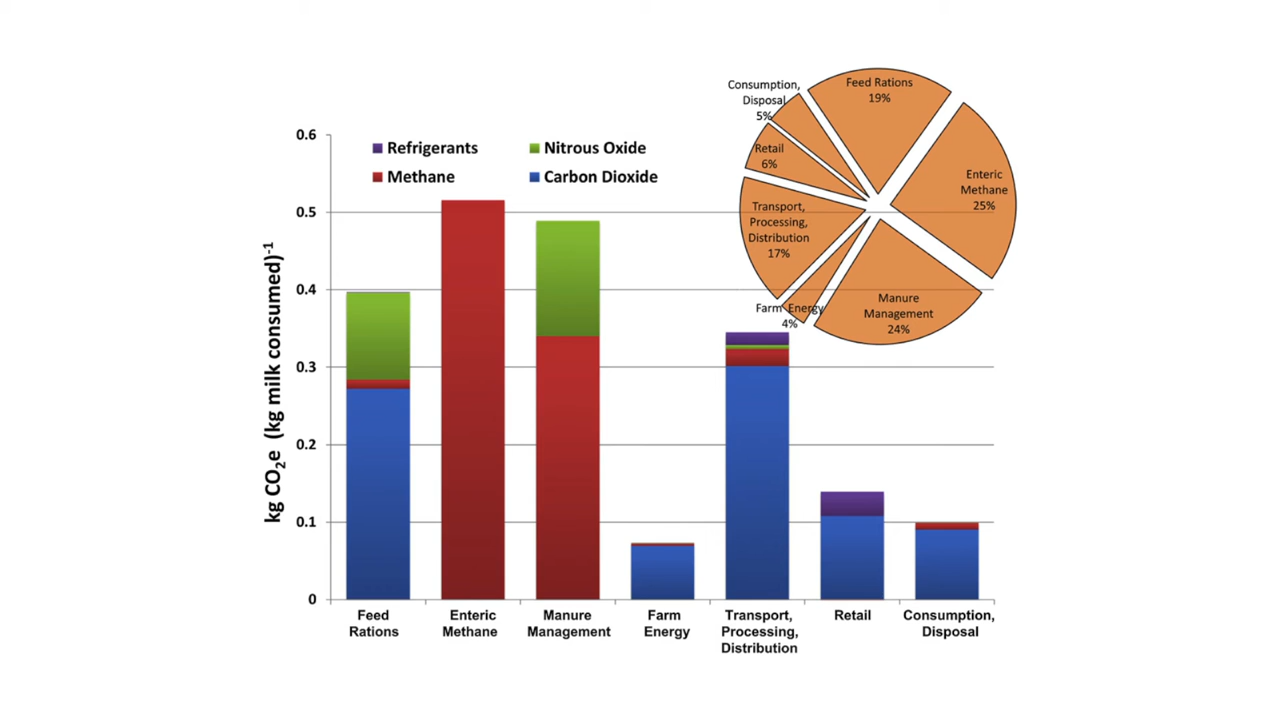 Consumption,
Disposal
5%
Feed Rations
19%
Retail
6%
Enteric
Methane
25%
Transport,
Processing,
Distribution
17%
Farm Energy
4%
Manure
Management
24%
Refrigerants
Nitrous Oxide
Methane
Carbon Dioxide
kg CO₂e (kg milk consumed)⁻¹
0.6
0.5
0.4
0.3
0.2
0.1
0
Feed
Rations
Enteric
Methane
Manure
Management
Farm
Energy
Transport,
Processing,
Distribution
Retail
Consumption,
Disposal